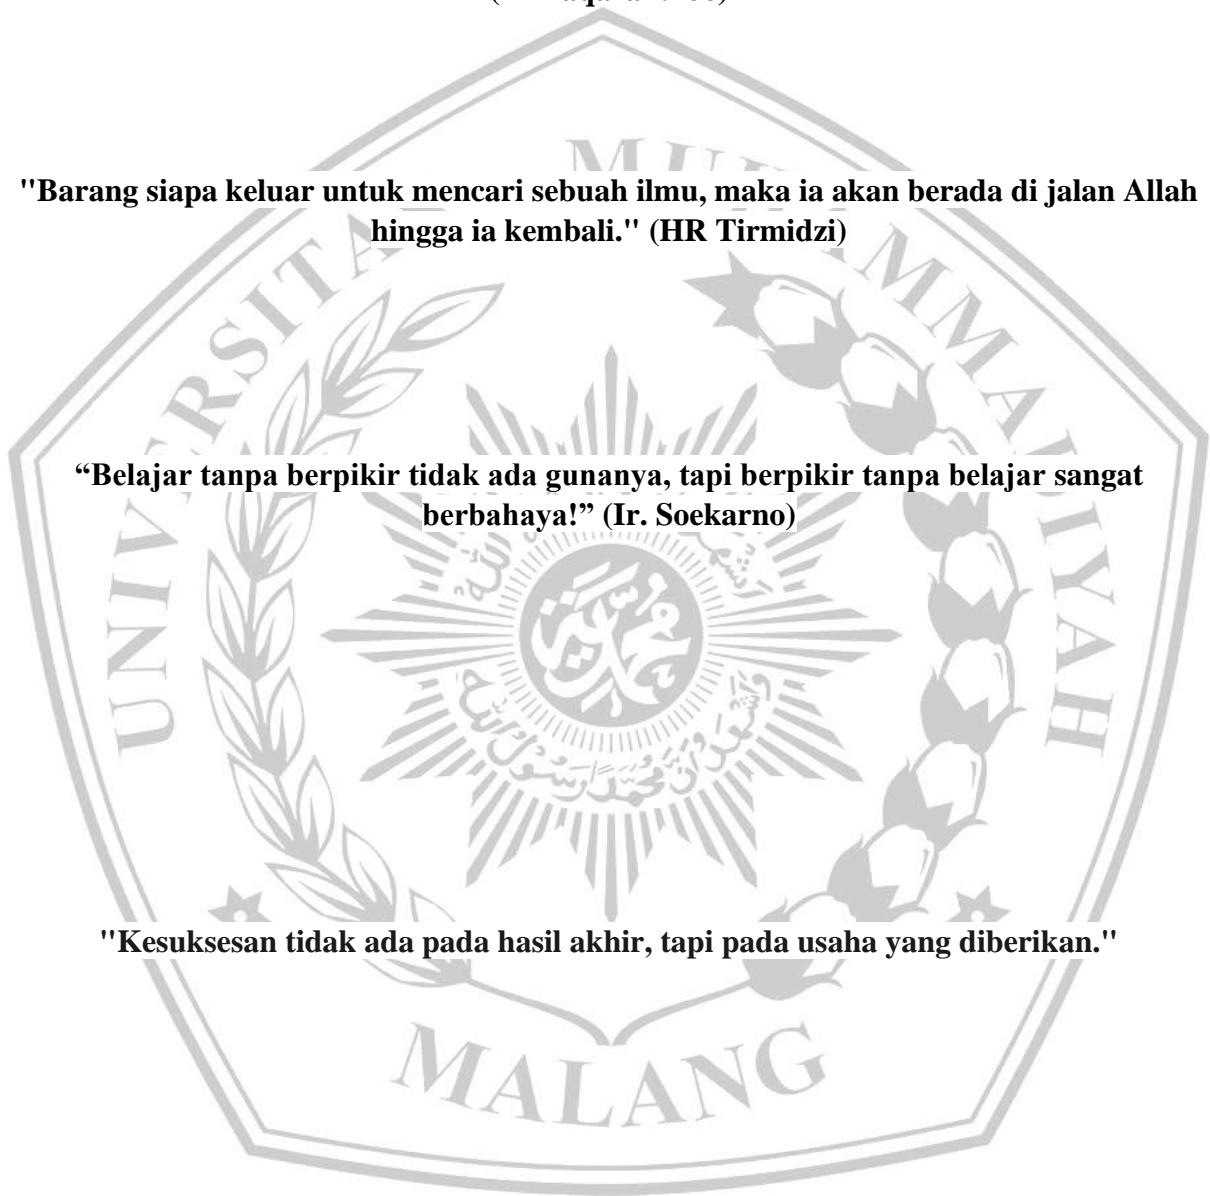 "Barang siapa keluar untuk mencari sebuah ilmu, maka ia akan berada di jalan Allah
hingga ia kembali." (HR Tirmidzi)
“Belajar tanpa berpikir tidak ada gunanya, tapi berpikir tanpa belajar sangat
berbahaya!” (Ir. Soekarno)
"Kesuksesan tidak ada pada hasil akhir, tapi pada usaha yang diberikan."
MALANG